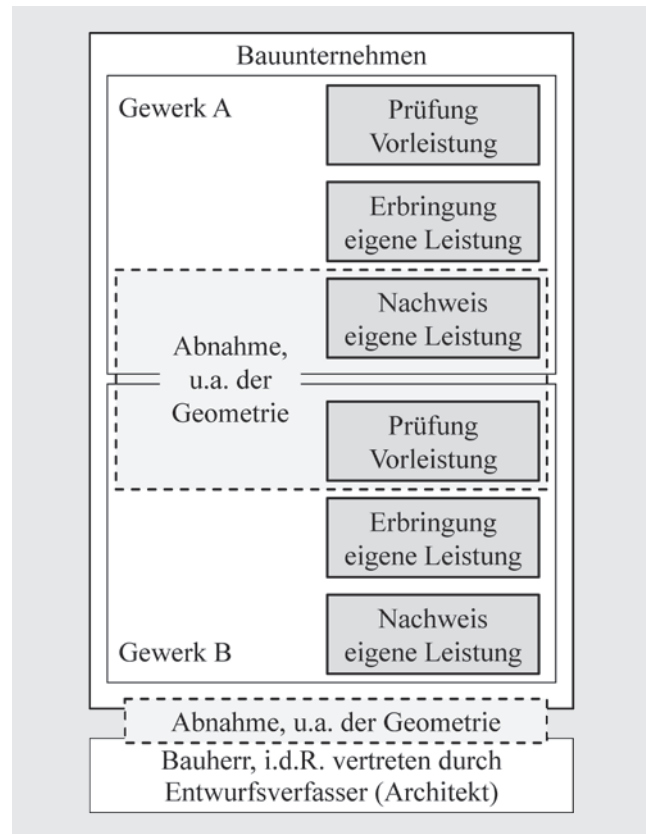 Bauunternehmen
Gewerk A
Prüfung
Vorleistung
Erbringung
eigene Leistung
Nachweis
eigene Leistung
Abnahme,
u.a. der
Geometrie
Prüfung
Vorleistung
Erbringung
eigene Leistung
Nachweis
eigene Leistung
Gewerk B
Abnahme, u.a. der Geometrie
Bauherr, i.d.R. vertreten durch
Entwurfsverfasser (Architekt)